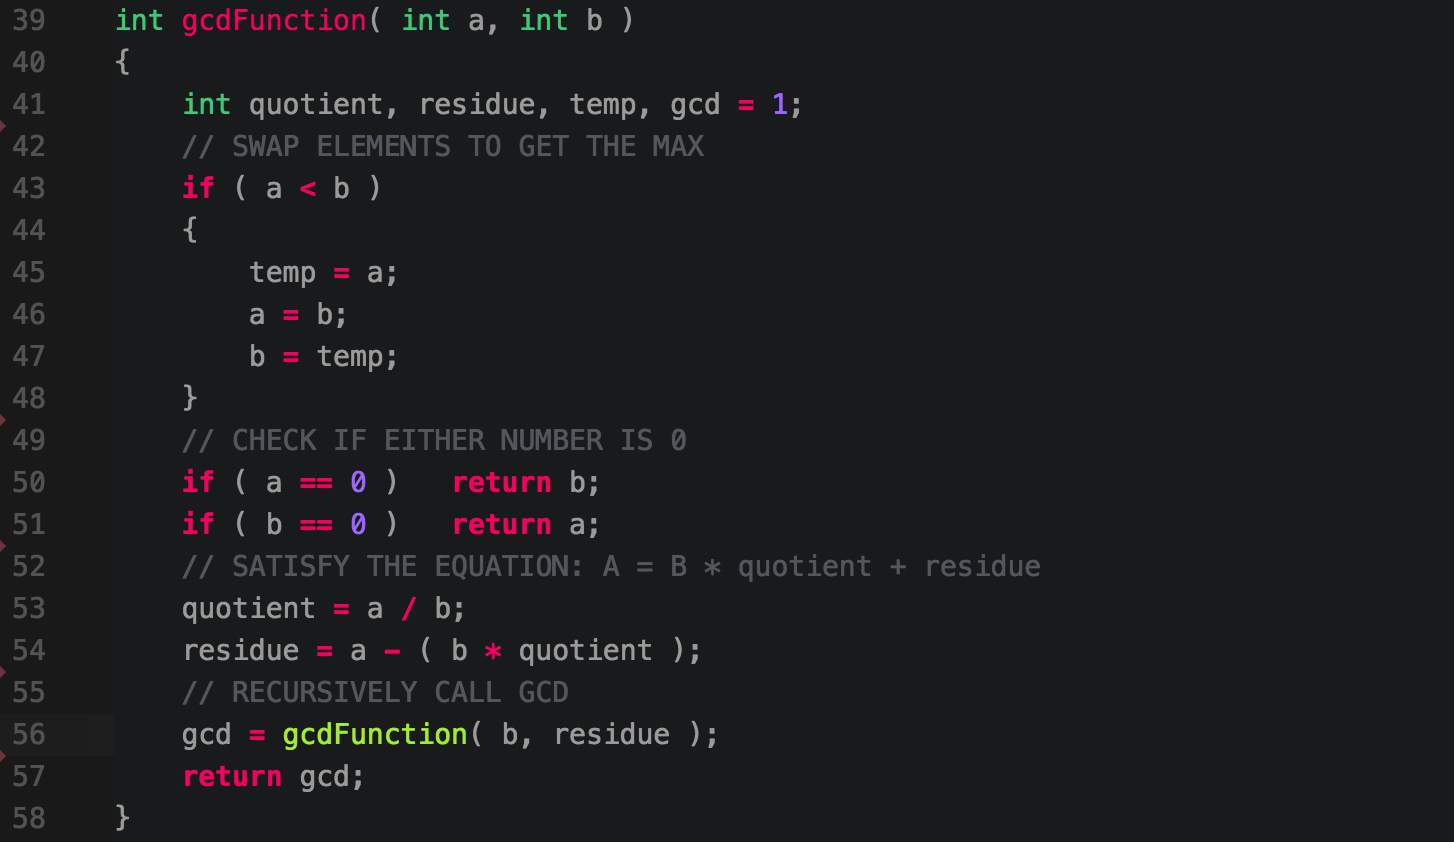 39    int gcdFunction( int a, int b )
40    {
41        int quotient, residue, temp, gcd = 1;
42        // SWAP ELEMENTS TO GET THE MAX
43        if ( a < b )
44        {
45            temp = a;
46            a = b;
47            b = temp;
48        }
49        // CHECK IF EITHER NUMBER IS 0
50        if ( a == 0 )   return b;
51        if ( b == 0 )   return a;
52        // SATISFY THE EQUATION: A = B * quotient + residue
53        quotient = a / b;
54        residue = a - ( b * quotient );
55        // RECURSIVELY CALL GCD
56        gcd = gcdFunction( b, residue );
57        return gcd;
58    }